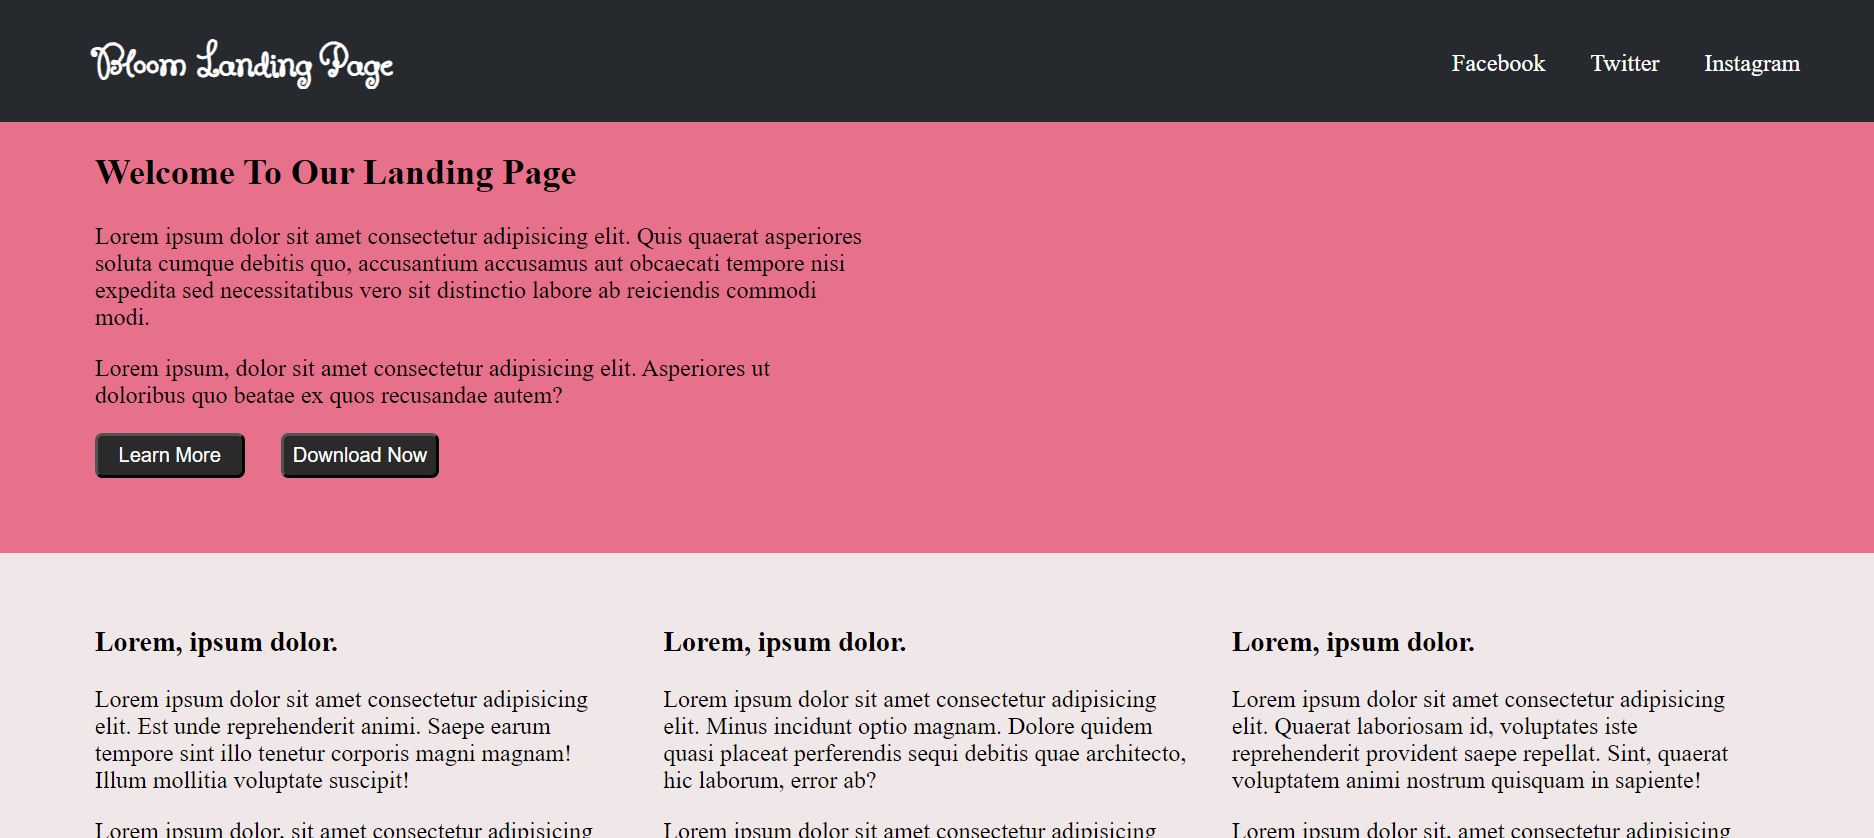 Bloom Landing Page
Facebook Twitter Instagram
Welcome To Our Landing Page
Lorem ipsum dolor sit amet consectetur adipisicing elit. Quis quaerat asperiores
soluta cumque debitis quo, accusantium accusamus aut obcaecati tempore nisi
expedita sed necessitatibus vero sit distinctio labore ab reiciendis commodi
modi.
Lorem ipsum, dolor sit amet consectetur adipisicing elit. Asperiores ut
doloribus quo beatae ex quos recusandae autem?
Learn More
Download Now
Lorem, ipsum dolor.
Lorem ipsum dolor sit amet consectetur adipisicing
elit. Est unde reprehenderit animi. Saepe earum
tempore sint illo tenetur corporis magni magnam!
Illum mollitia voluptate suscipit!
Lorem ipsum dolor, sit amet consectetur adipisicing
Lorem, ipsum dolor.
Lorem ipsum dolor sit amet consectetur adipisicing
elit. Minus incidunt optio magnam. Dolore quidem
quasi placeat perferendis sequi debitis quae architecto,
hic laborum, error ab?
Lorem ipsum dolor sit amet consectetur adipisicing
Lorem, ipsum dolor.
Lorem ipsum dolor sit amet consectetur adipisicing
elit. Quaerat laboriosam id, voluptates iste
reprehenderit provident saepe repellat. Sint, quaerat
voluptatem animi nostrum quisquam in sapiente!
Lorem ipsum dolor sit, amet consectetur adipisicing